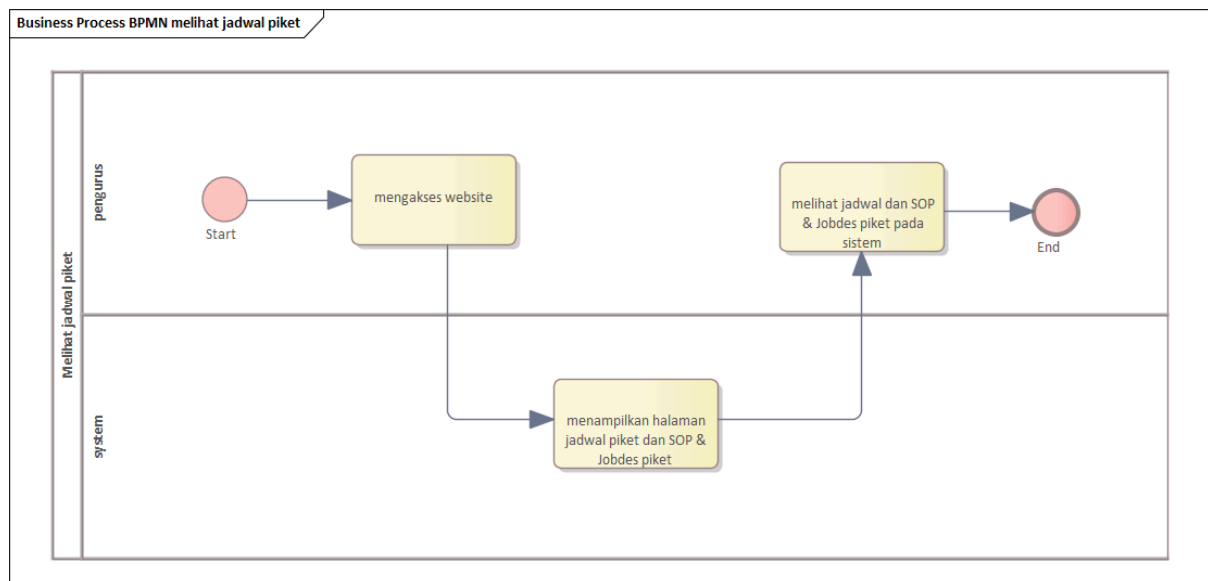 Business Process BPMN melihat jadwal piket
Melihat jadwal piket
pengurus
Start
mengakses website
melihat jadwal dan SOP
& Jobdes piket pada
sistem
End
system
menampilkan halaman
jadwal piket dan SOP &
Jobdes piket